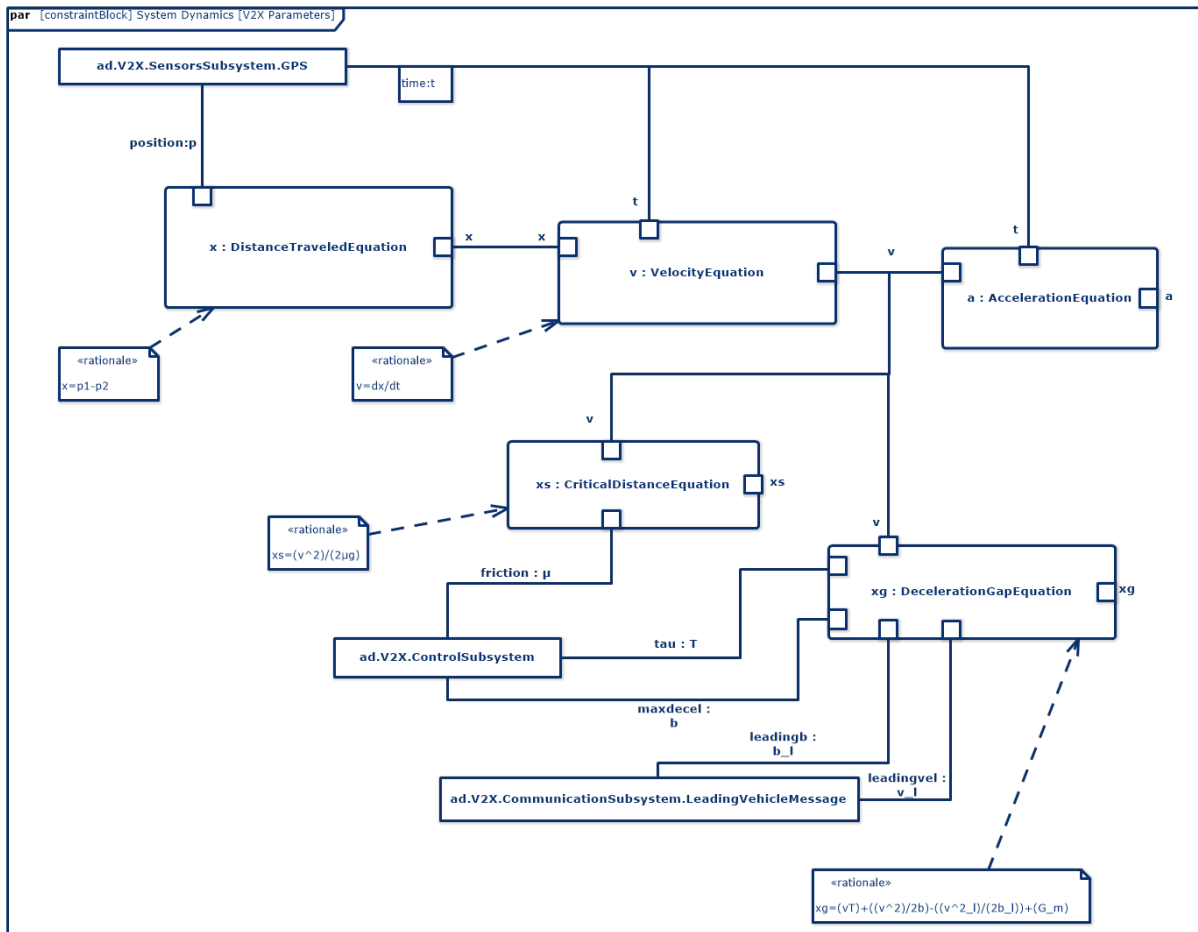 par [constraintBlock] System Dynamics [V2X Parameters]
ad.V2X.SensorsSubsystem.GPS
time:t
position:p
t
x : DistanceTraveledEquation
x
x
v : VelocityEquation
v
t
a : AccelerationEquation
a
«rationale»
x=p1-p2
«rationale»
v=dx/dt
v
xs : CriticalDistanceEquation
xs
«rationale»
xs=(v^2)/(2µg)
v
friction : µ
xg : DecelerationGapEquation
xg
ad.V2X.ControlSubsystem
tau : T
maxdecel :
b
leadingb :
b_l
leadingvel :
v_l
ad.V2X.CommunicationSubsystem.LeadingVehicleMessage
«rationale»
xg=(vT)+((v^2)/2b)-((v^2_l)/(2b_l))+(G_m)